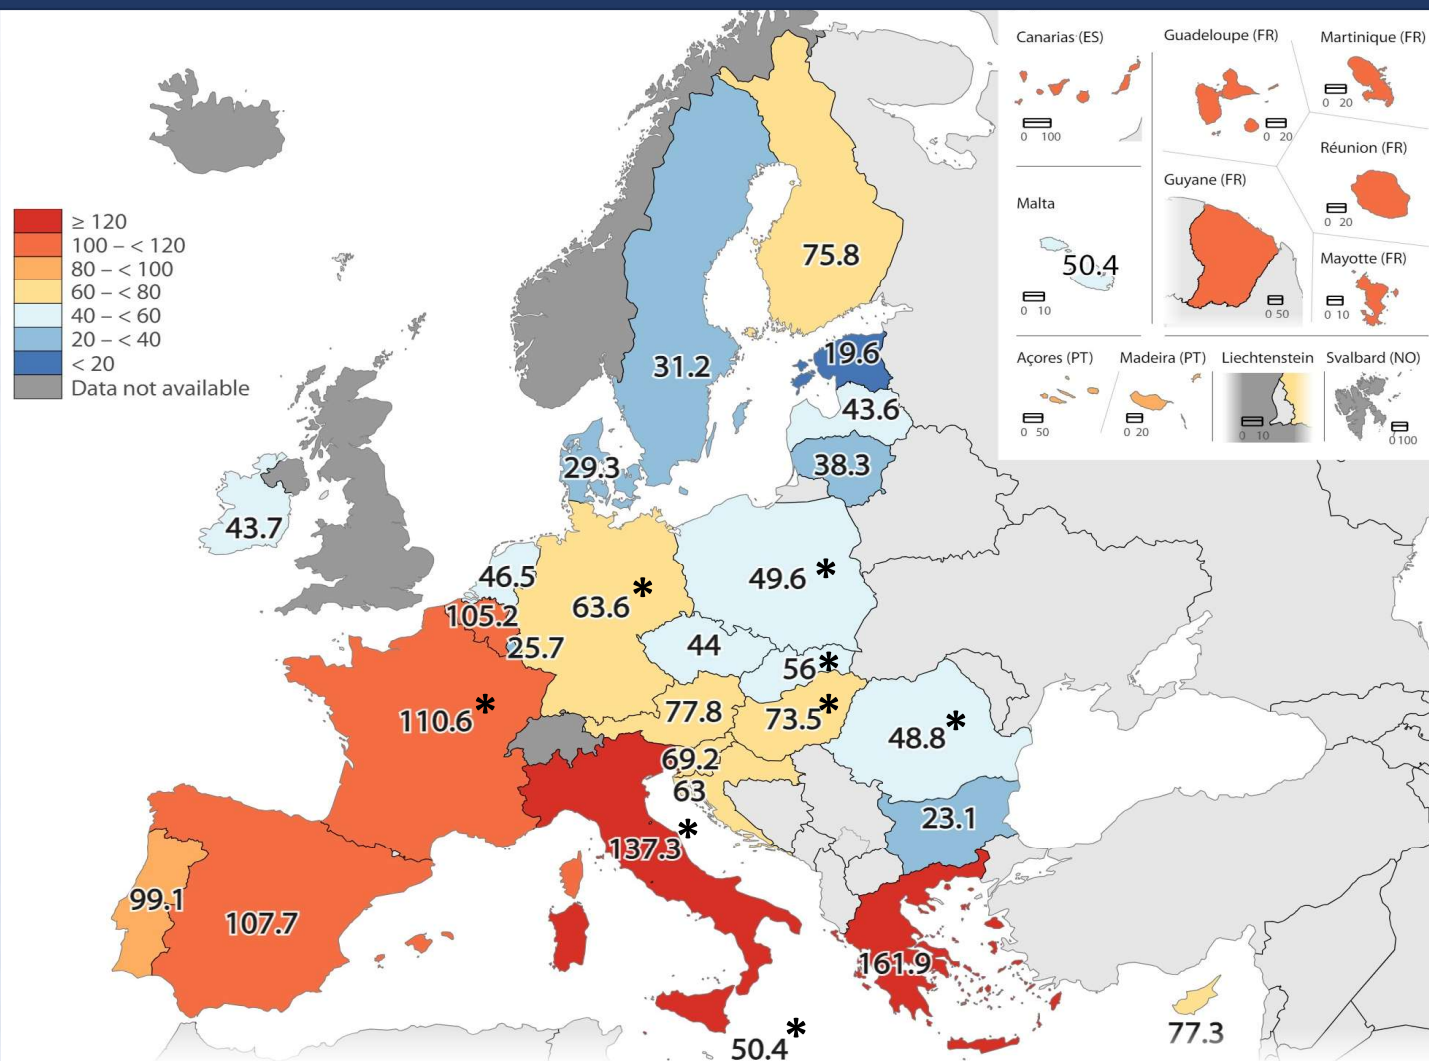 ≥ 120
100 – < 120
80 – < 100
60 – < 80
40 – < 60
20 – < 40
< 20
Data not available
Canarias (ES)
0 100
Guadeloupe (FR)
0 20
Martinique (FR)
0 20
Réunion (FR)
0 20
Guyane (FR)
0 50
Mayotte (FR)
0 10
Malta
50.4
0 10
Açores (PT)
0 50
Madeira (PT)
0 20
Liechtenstein
0 10
Svalbard (NO)
0 100
75.8
31.2
19.6
43.6
38.3
29.3
43.7
46.5
105.2
25.7
63.6 *
49.6 *
44
56 *
110.6 *
77.8
73.5 *
48.8 *
69.2
63
23.1
137.3 *
99.1
107.7
161.9
77.3
50.4 *